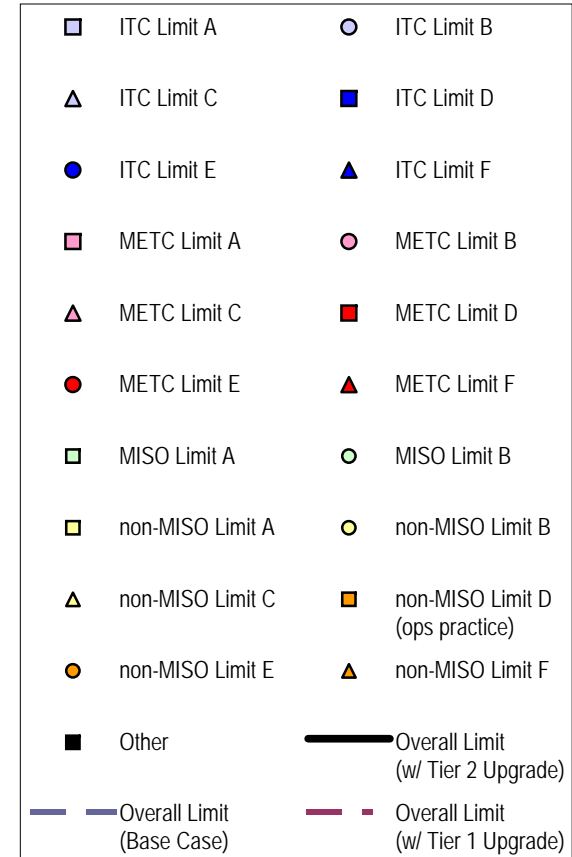 ITC Limit A
ITC Limit B
ITC Limit C
ITC Limit D
ITC Limit E
ITC Limit F
METC Limit A
METC Limit B
METC Limit C
METC Limit D
METC Limit E
METC Limit F
MISO Limit A
MISO Limit B
non-MISO Limit A
non-MISO Limit B
non-MISO Limit C
non-MISO Limit D
(ops practice)
non-MISO Limit E
non-MISO Limit F
Other
Overall Limit
(w/ Tier 2 Upgrade)
Overall Limit
(Base Case)
Overall Limit
(w/ Tier 1 Upgrade)